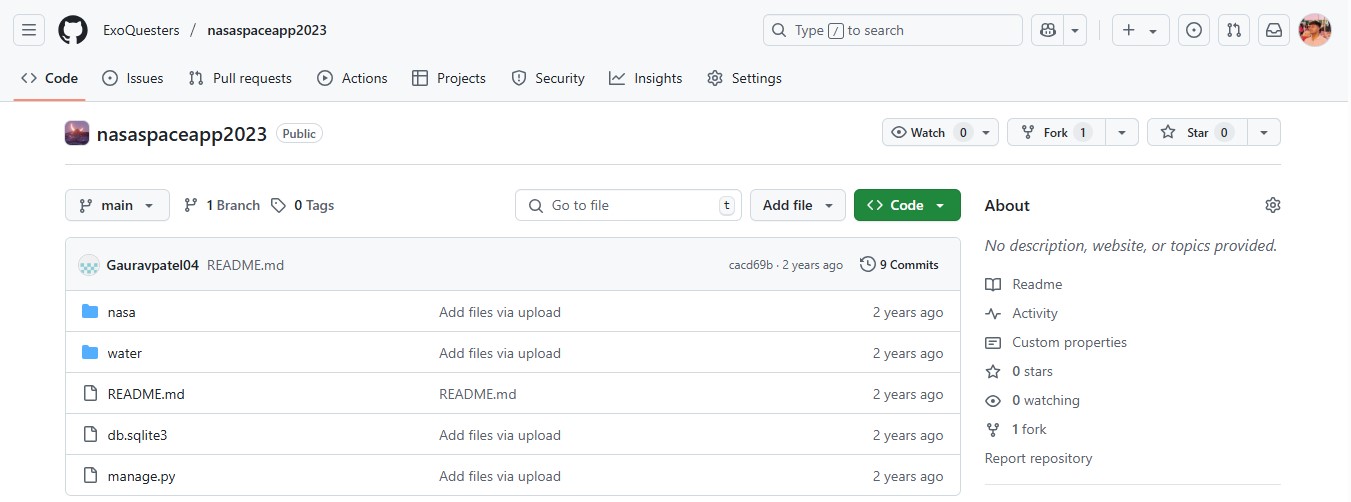 ExoQuesters / nasaspaceapp2023
Type / to search
Code Issues Pull requests Actions Projects Security Insights Settings
nasaspaceapp2023 Public
Watch 0 Fork 1 Star 0
main 1 Branch 0 Tags Go to file t Add file Code
Gauravpatel04 README.md cacd69b · 2 years ago 9 Commits
nasa Add files via upload 2 years ago
water Add files via upload 2 years ago
README.md README.md 2 years ago
db.sqlite3 Add files via upload 2 years ago
manage.py Add files via upload 2 years ago
About
No description, website, or topics provided.
Readme
Activity
Custom properties
0 stars
0 watching
1 fork
Report repository